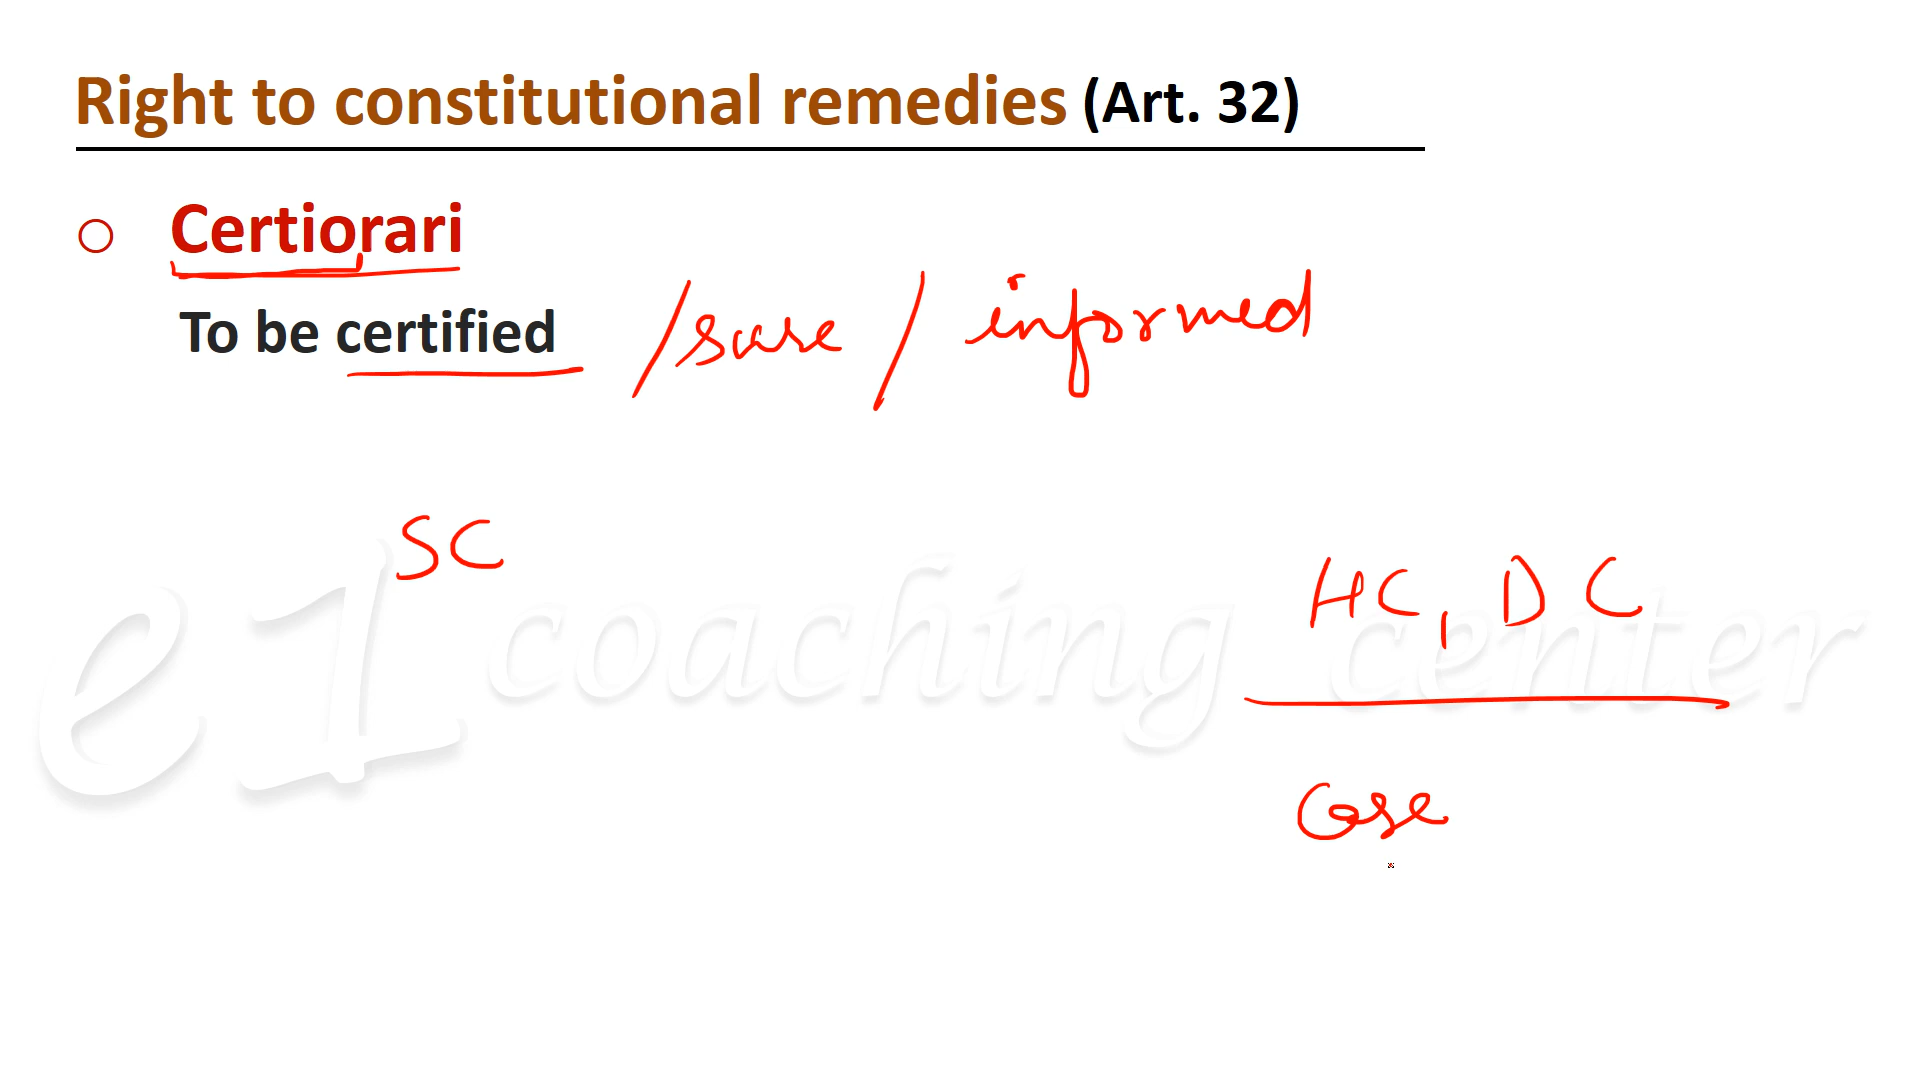 Right to constitutional remedies (Art. 32)
○ Certiorari
To be certified / sure / informed
SC
HC, DC
e1 coaching center
Case